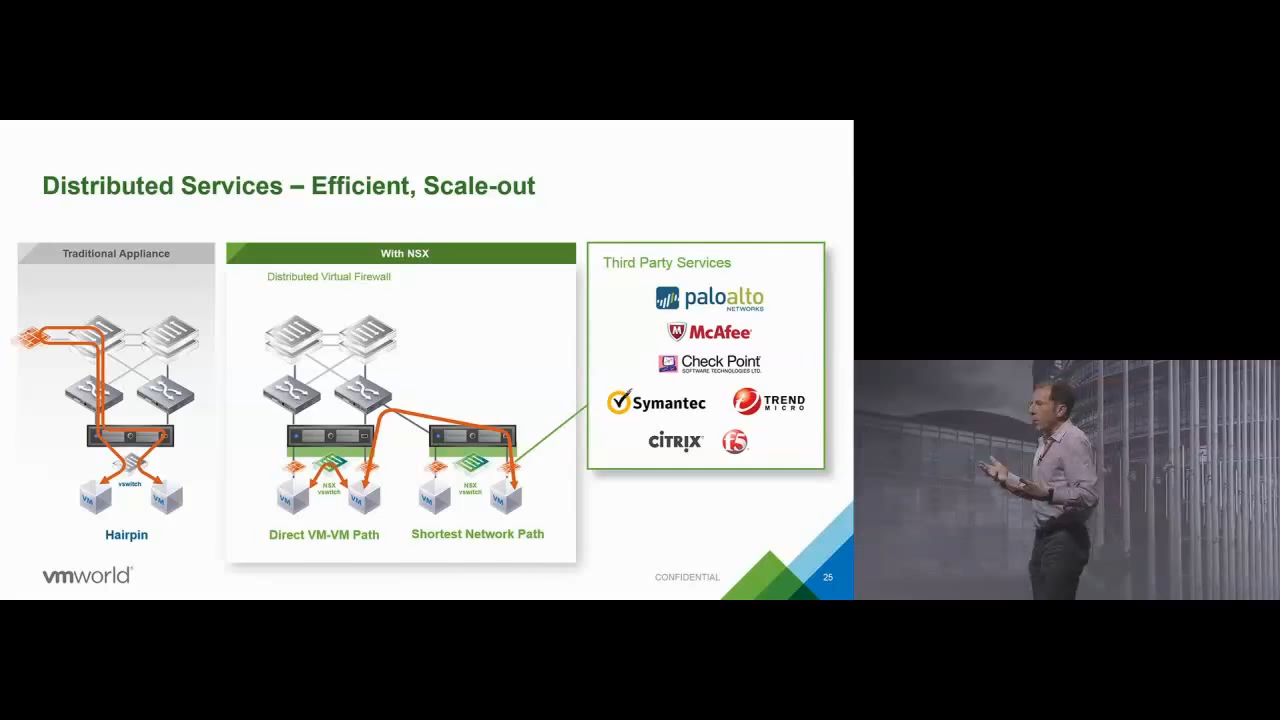 Distributed Services – Efficient, Scale-out
Traditional Appliance
vswitch
VM
VM
Hairpin
With NSX
Distributed Virtual Firewall
NSX
vswitch
NSX
vswitch
VM
VM
VM
VM
Direct VM-VM Path
Shortest Network Path
Third Party Services
paloalto
NETWORKS
McAfee
Check Point
SOFTWARE TECHNOLOGIES LTD.
Symantec
TREND
MICRO
CITRIX
F5
vmworld
CONFIDENTIAL
25